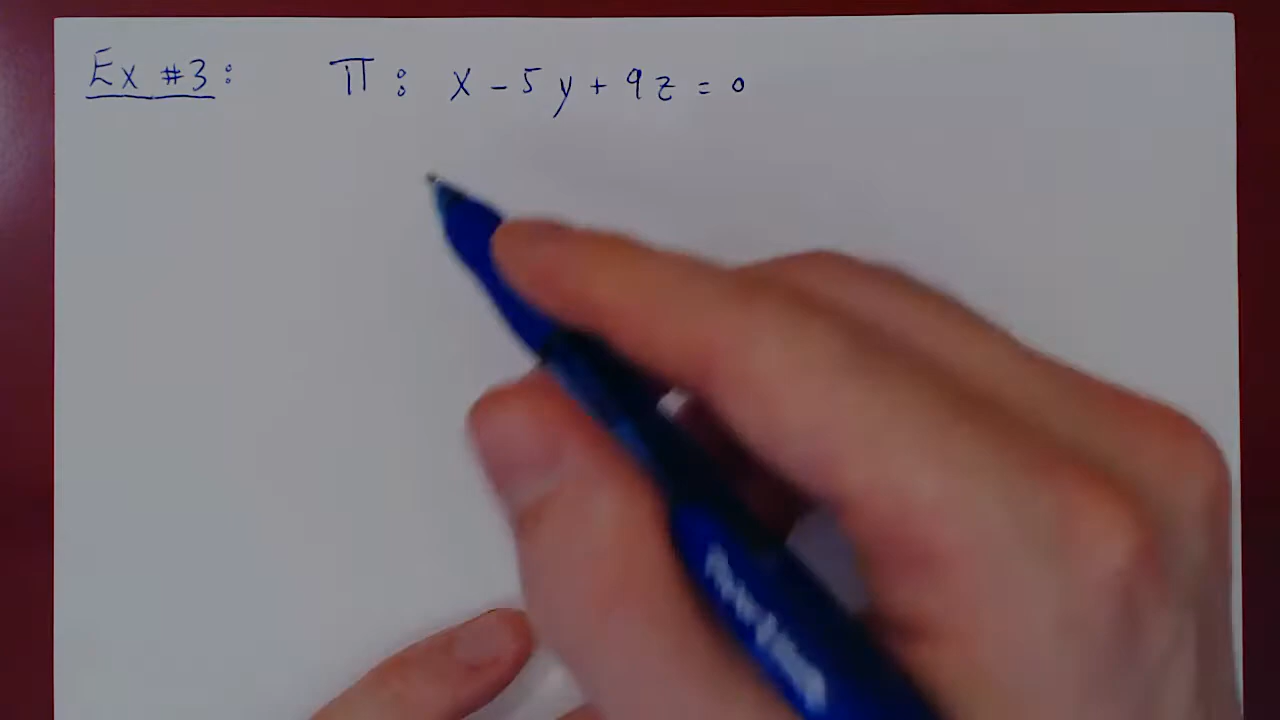 Ex #3: π: x - 5y + 9z = 0